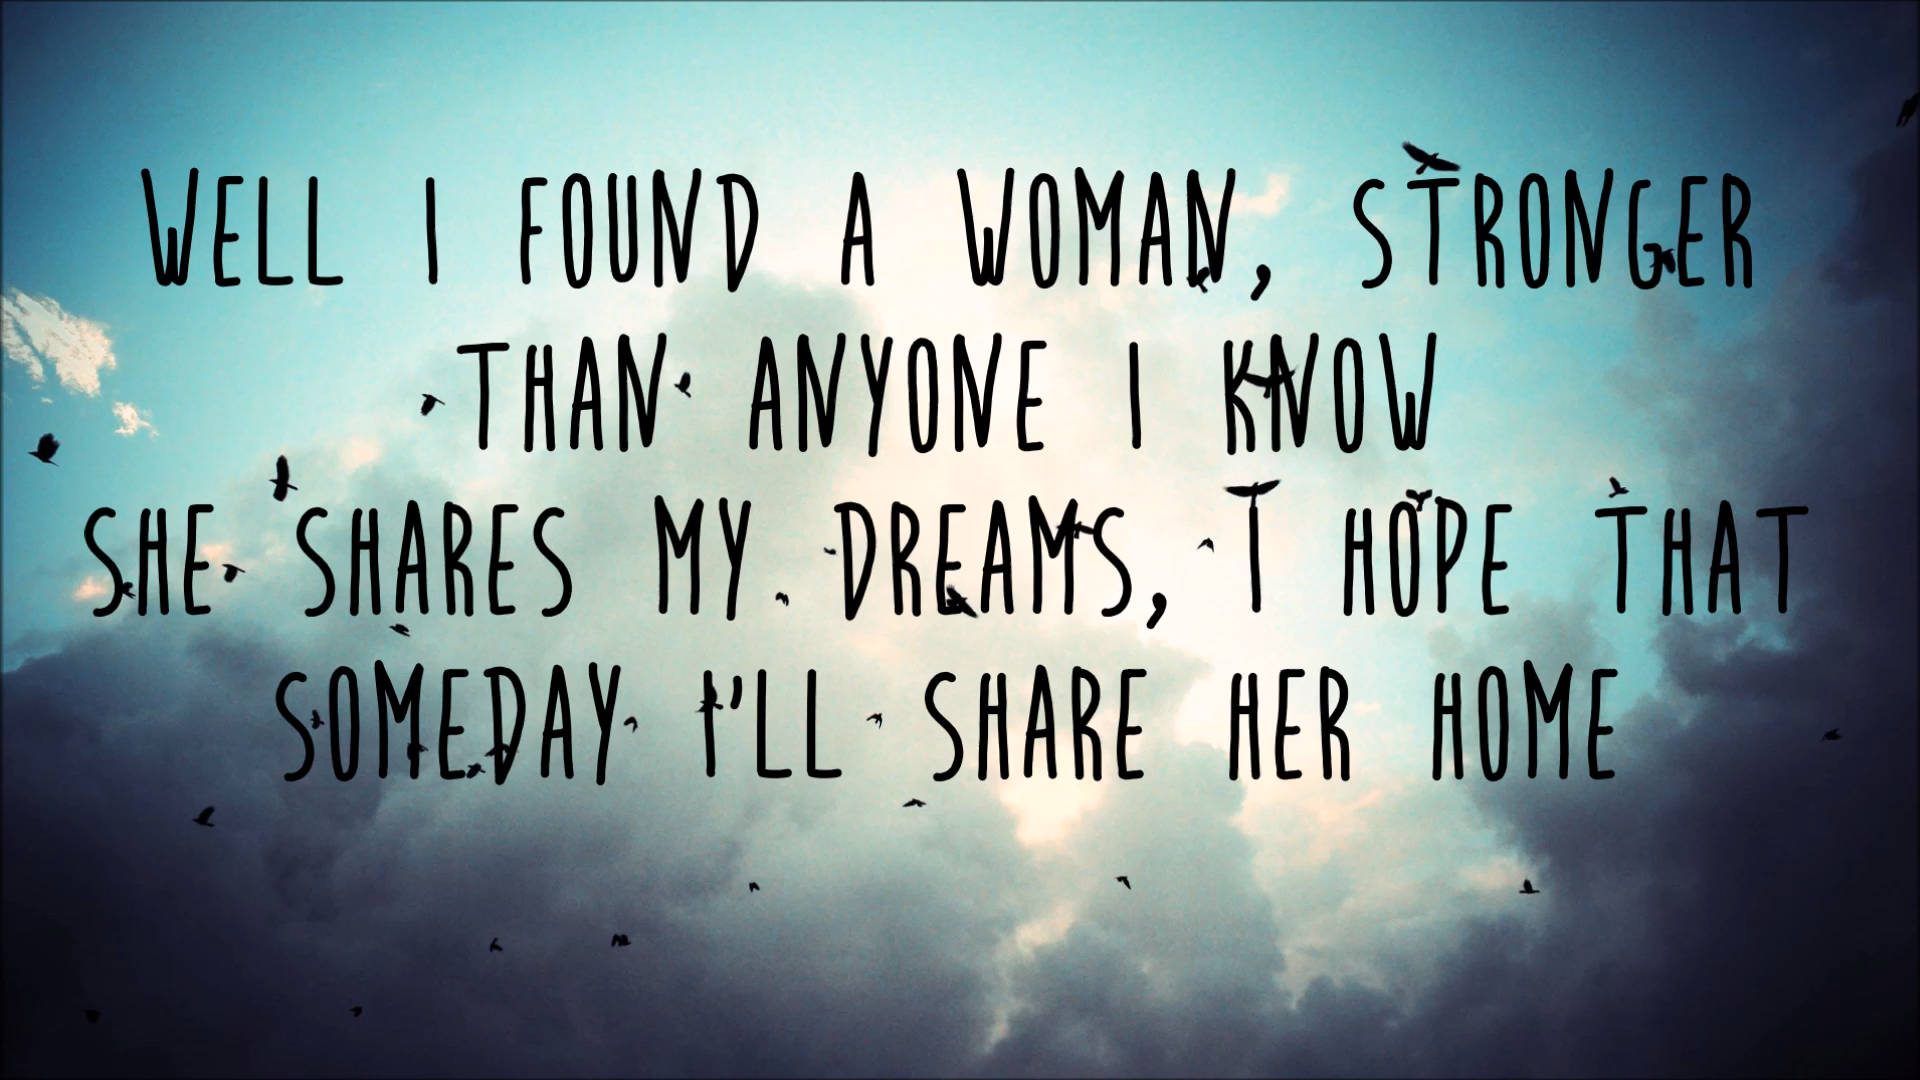 WELL I FOUND A WOMAN, STRONGER
THAN ANYONE I KNOW
SHE SHARES MY DREAMS, I HOPE THAT
SOMEDAY I'LL SHARE HER HOME